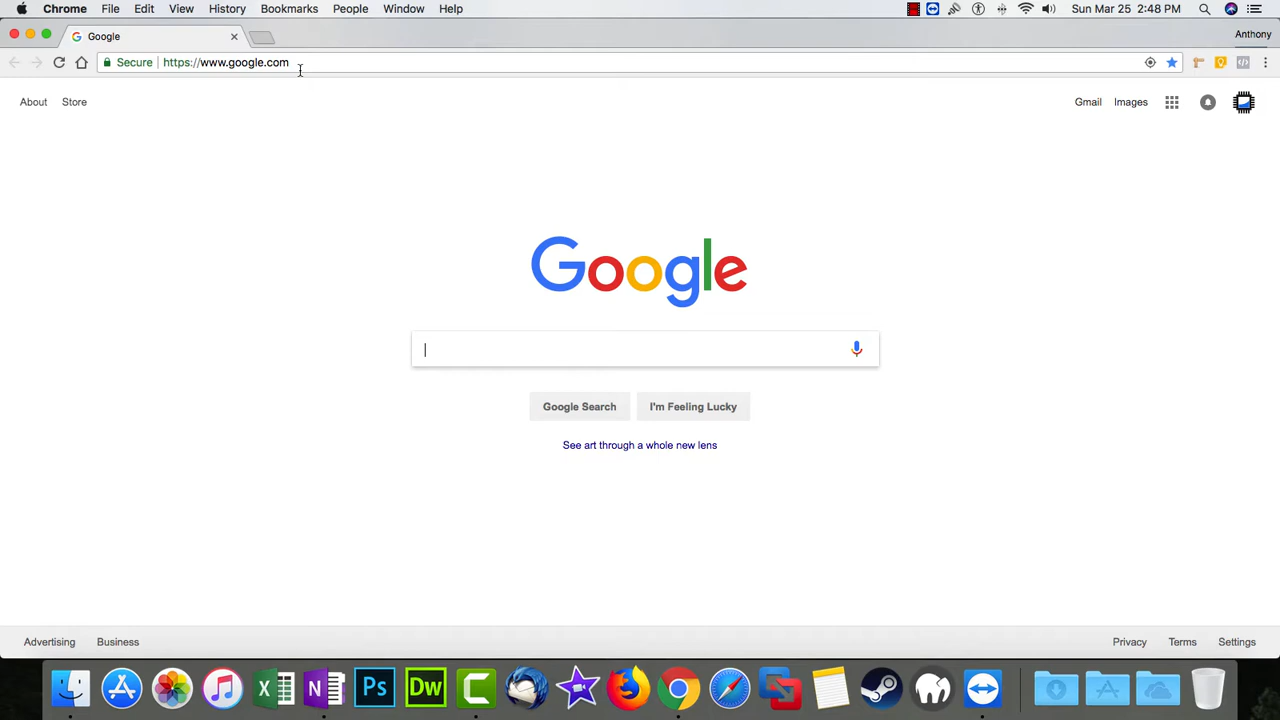 Chrome File Edit View History Bookmarks People Window Help Sun Mar 25 2:48 PM
Google Anthony
Secure https://www.google.com
About Store Gmail Images
Google
Google Search I'm Feeling Lucky
See art through a whole new lens
Advertising Business Privacy Terms Settings
N Ps Dw C